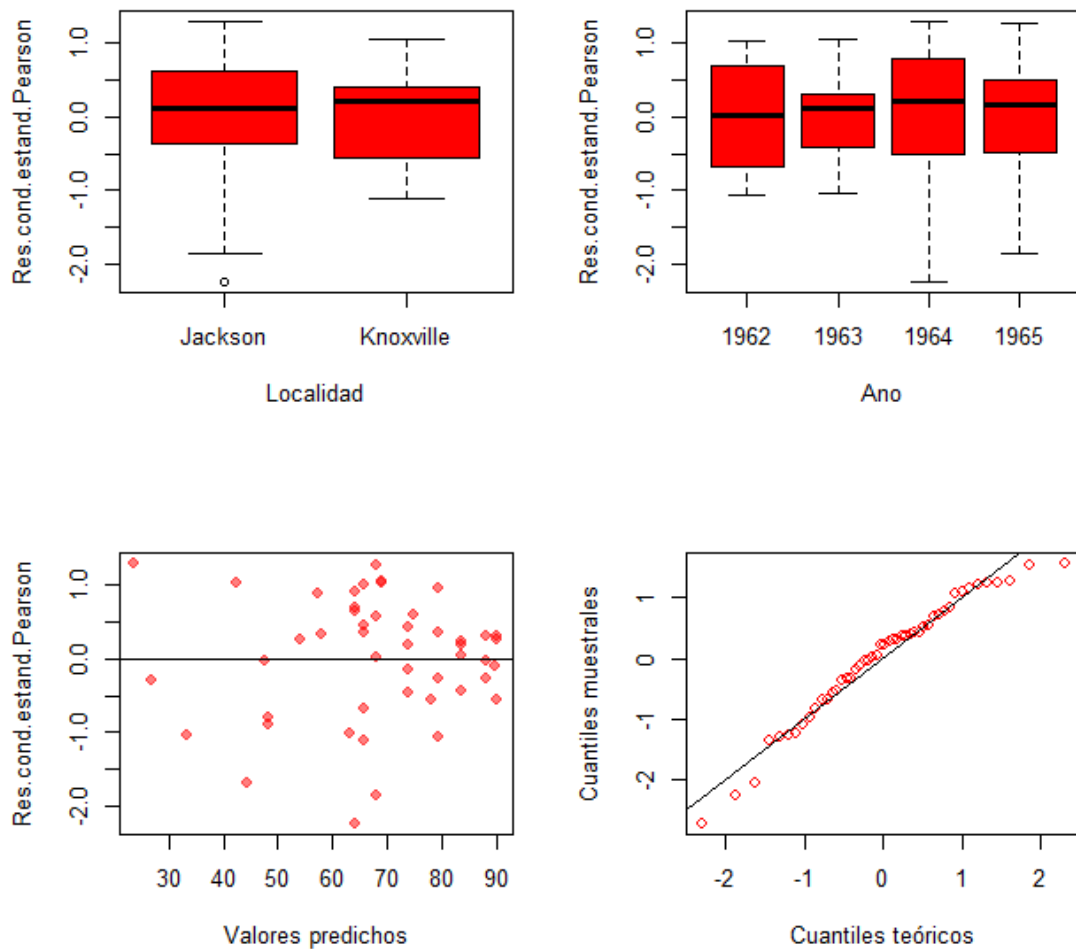 Res.cond.estand.Pearson
1.0
0.0
-1.0
-2.0
Jackson Knoxville
Localidad
Res.cond.estand.Pearson
1.0
0.0
-1.0
-2.0
1962 1963 1964 1965
Ano
Res.cond.estand.Pearson
1.0
0.0
-1.0
-2.0
30 40 50 60 70 80 90
Valores predichos
Cuantiles muestrales
1
0
-1
-2
-2 -1 0 1 2
Cuantiles teóricos